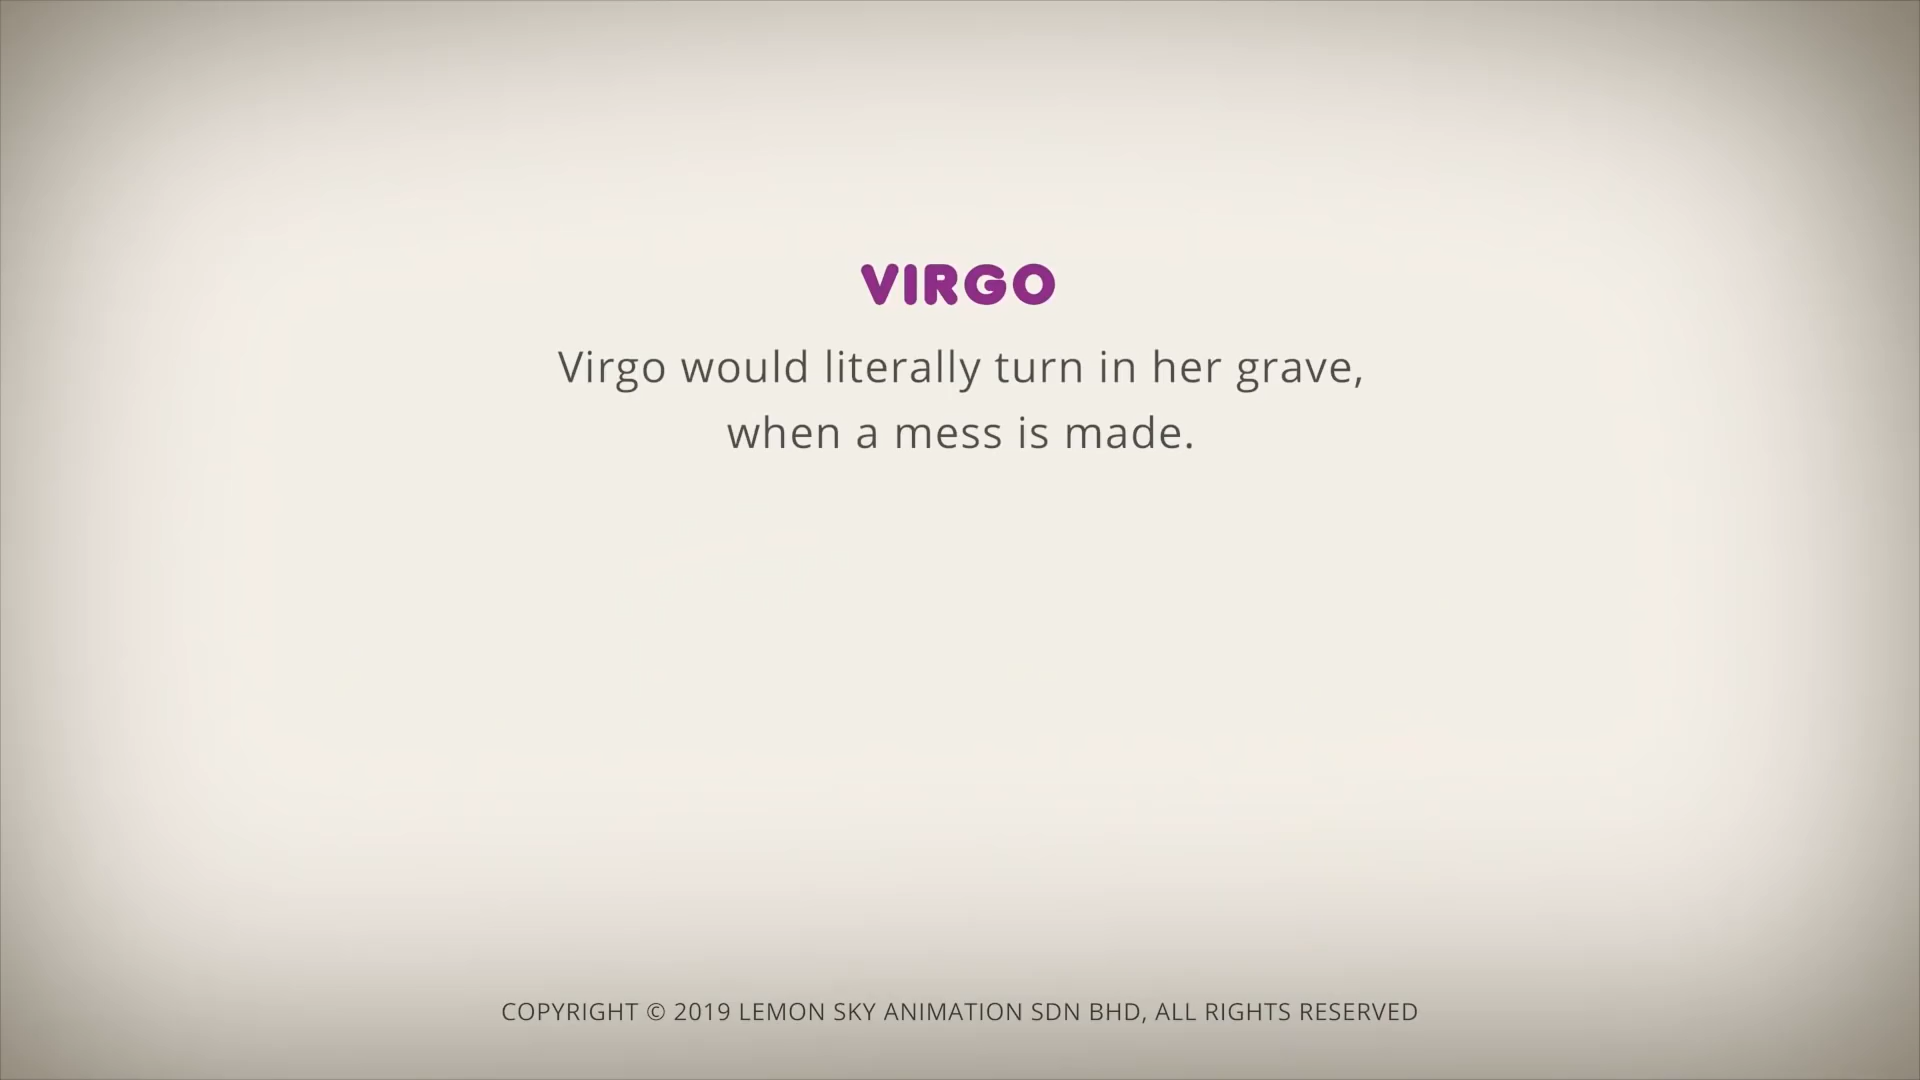 VIRGO
Virgo would literally turn in her grave,
when a mess is made.
COPYRIGHT © 2019 LEMON SKY ANIMATION SDN BHD, ALL RIGHTS RESERVED